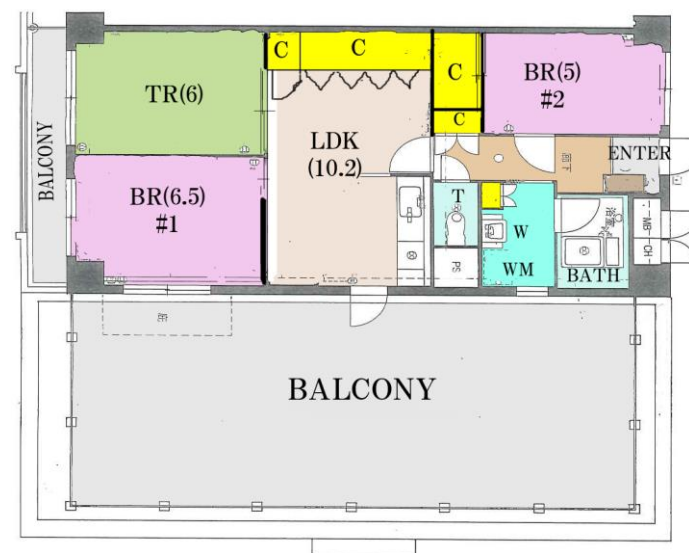 C
C
C
BR(5)
#2
TR(6)
C
LDK
(10.2)
ENTER
BALCONY
BR(6.5)
#1
T
W
WM
PS
BATH
MB
CH
BALCONY